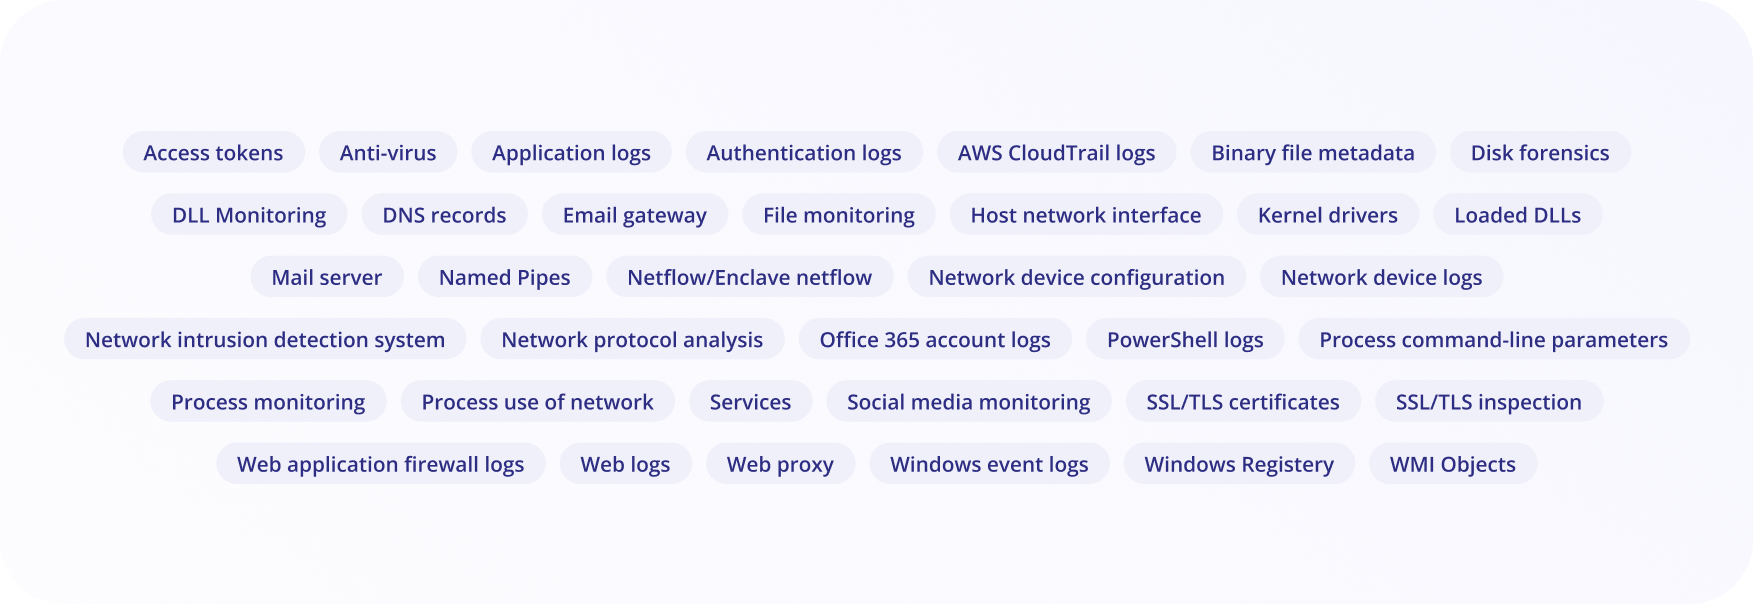 Access tokens Anti-virus Application logs Authentication logs AWS CloudTrail logs Binary file metadata Disk forensics
DLL Monitoring DNS records Email gateway File monitoring Host network interface Kernel drivers Loaded DLLs
Mail server Named Pipes Netflow/Enclave netflow Network device configuration Network device logs
Network intrusion detection system Network protocol analysis Office 365 account logs PowerShell logs Process command-line parameters
Process monitoring Process use of network Services Social media monitoring SSL/TLS certificates SSL/TLS inspection
Web application firewall logs Web logs Web proxy Windows event logs Windows Registery WMI Objects